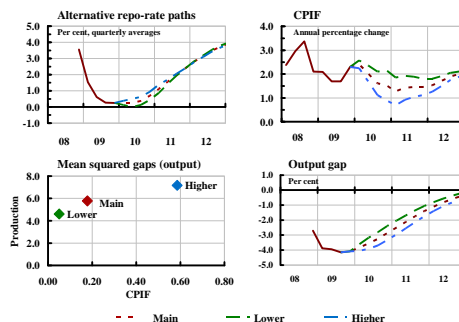 Alternative repo-rate paths
Per cent, quarterly averages
5.0
4.0
3.0
2.0
1.0
0.0
-1.0
08 09 10 11 12
CPIF
Annual percentage change
4.0
3.0
2.0
1.0
0.0
08 09 10 11 12
Mean squared gaps (output)
8.0
6.0
4.0
2.0
0.0
Production
Higher
Main
Lower
0.00 0.20 0.40 0.60 0.80
CPIF
Output gap
Per cent
1.0
0.0
-1.0
-2.0
-3.0
-4.0
-5.0
08 09 10 11 12
Main Lower Higher